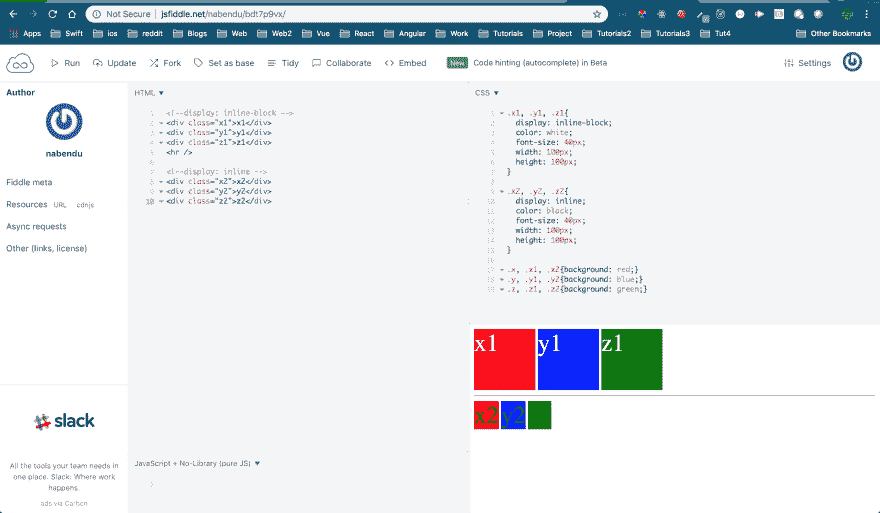 Not Secure | jsfiddle.net/nabendu/bdt7p9vx/
Apps Swift ios reddit Blogs Web Web2 Vue React Angular Work Tutorials Project Tutorials2 Tutorials3 Tut4 Other Bookmarks
Run Update Fork Set as base Tidy Collaborate Embed New Code hinting (autocomplete) in Beta Settings
Author
nabendu
Fiddle meta
Resources URL cdnjs
Async requests
Other (links, license)
slack
All the tools your team needs in
one place. Slack: Where work
happens.
ads via Carbon
HTML
1 <!--display: inline-block -->
2 <div class="x1">x1</div>
3 <div class="y1">y1</div>
4 <div class="z1">z1</div>
5 <hr />
6
7 <!--display: inline -->
8 <div class="x2">x2</div>
9 <div class="y2">y2</div>
10 <div class="z2">z2</div>
JavaScript + No-Library (pure JS)
1
CSS
1 .x1, .y1, .z1{
2 display: inline-block;
3 color: white;
4 font-size: 40px;
5 width: 100px;
6 height: 100px;
7 }
8
9 .x2, .y2, .z2{
10 display: inline;
11 color: black;
12 font-size: 40px;
13 width: 100px;
14 height: 100px;
15 }
16
17 .x, .x1, .x2{background: red;}
18 .y, .y1, .y2{background: blue;}
19 .z, .z1, .z2{background: green;}
x1 y1 z1
x2 y2